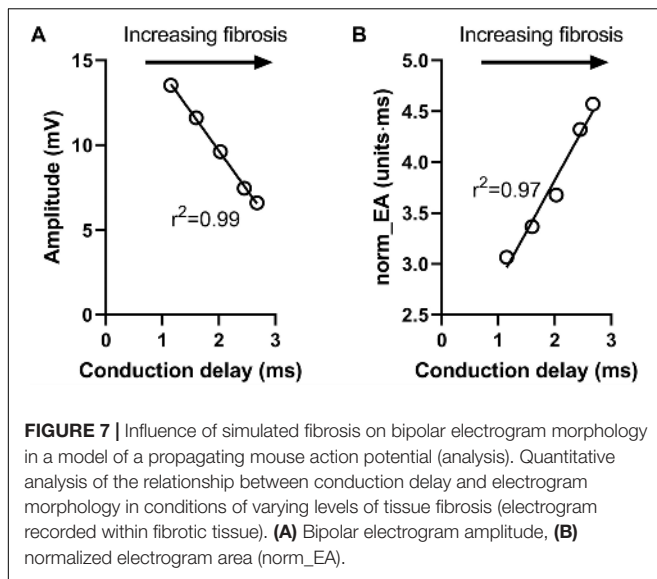 A
Increasing fibrosis
15
10
5
0
Amplitude (mV)
r²=0.99
0 1 2 3
Conduction delay (ms)
B
Increasing fibrosis
5.0
4.5
4.0
3.5
3.0
2.5
norm_EA (units·ms)
r²=0.97
0 1 2 3
Conduction delay (ms)
FIGURE 7 | Influence of simulated fibrosis on bipolar electrogram morphology
in a model of a propagating mouse action potential (analysis). Quantitative
analysis of the relationship between conduction delay and electrogram
morphology in conditions of varying levels of tissue fibrosis (electrogram
recorded within fibrotic tissue). (A) Bipolar electrogram amplitude, (B)
normalized electrogram area (norm_EA).